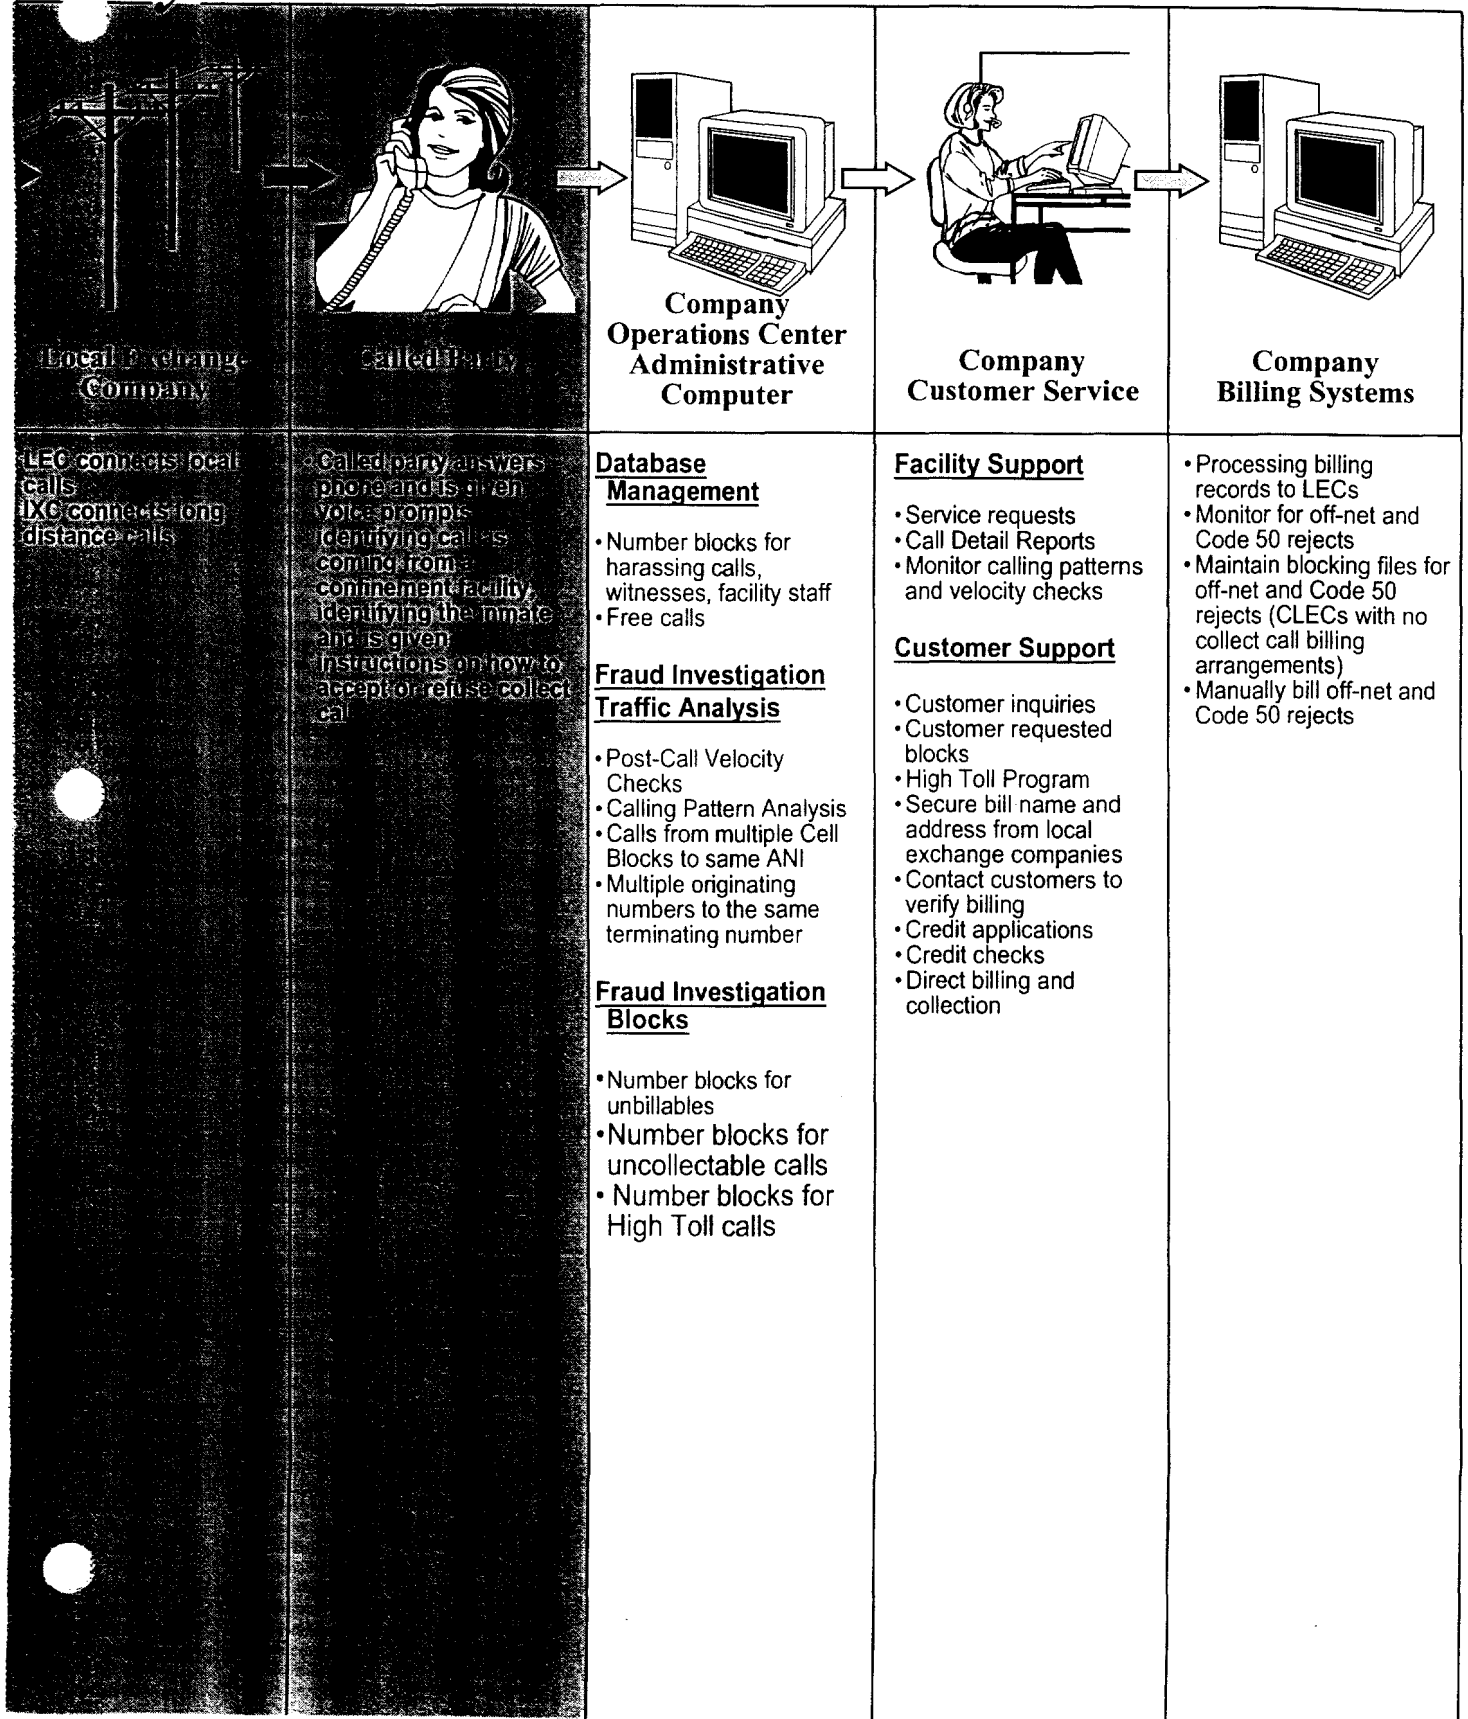 Local Exchange
Company
Called Party
Company
Operations Center
Administrative
Computer
Company
Customer Service
Company
Billing Systems
LEC connects local
calls
IXC connects long
distance calls
Called party answers
phone and is given
voice prompts
identifying call as
coming from a
confinement facility,
identifying the inmate
and is given
instructions on how to
accept or refuse collect
call
Database
Management
• Number blocks for
harassing calls,
witnesses, facility staff
• Free calls
Fraud Investigation
Traffic Analysis
• Post-Call Velocity
Checks
• Calling Pattern Analysis
• Calls from multiple Cell
Blocks to same ANI
• Multiple originating
numbers to the same
terminating number
Fraud Investigation
Blocks
• Number blocks for
unbillables
• Number blocks for
uncollectable calls
• Number blocks for
High Toll calls
Facility Support
• Service requests
• Call Detail Reports
• Monitor calling patterns
and velocity checks
Customer Support
• Customer inquiries
• Customer requested
blocks
• High Toll Program
• Secure bill name and
address from local
exchange companies
• Contact customers to
verify billing
• Credit applications
• Credit checks
• Direct billing and
collection
• Processing billing
records to LECs
• Monitor for off-net and
Code 50 rejects
• Maintain blocking files for
off-net and Code 50
rejects (CLECs with no
collect call billing
arrangements)
• Manually bill off-net and
Code 50 rejects